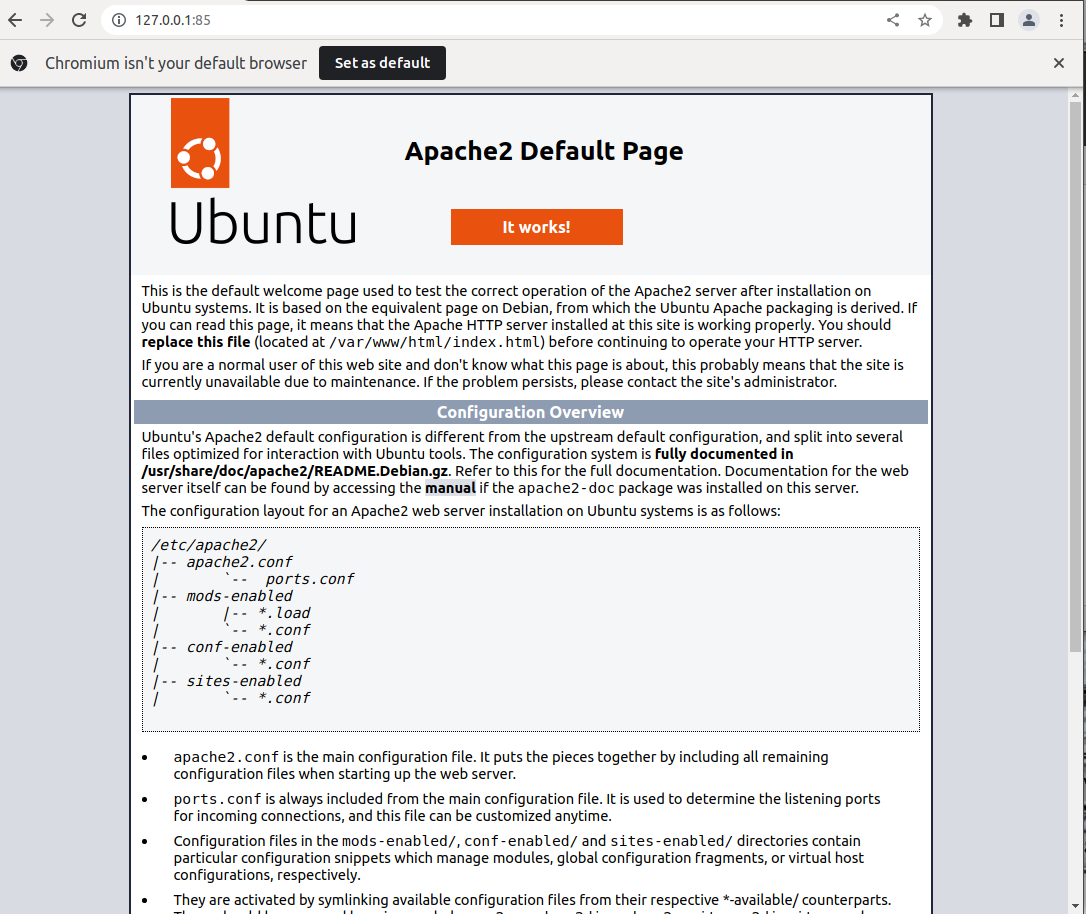 127.0.0.1:85
Chromium isn't your default browser
Set as default
Apache2 Default Page
Ubuntu
It works!
This is the default welcome page used to test the correct operation of the Apache2 server after installation on
Ubuntu systems. It is based on the equivalent page on Debian, from which the Ubuntu Apache packaging is derived. If
you can read this page, it means that the Apache HTTP server installed at this site is working properly. You should
replace this file (located at /var/www/html/index.html) before continuing to operate your HTTP server.
If you are a normal user of this web site and don't know what this page is about, this probably means that the site is
currently unavailable due to maintenance. If the problem persists, please contact the site's administrator.
Configuration Overview
Ubuntu's Apache2 default configuration is different from the upstream default configuration, and split into several
files optimized for interaction with Ubuntu tools. The configuration system is fully documented in
/usr/share/doc/apache2/README.Debian.gz. Refer to this for the full documentation. Documentation for the web
server itself can be found by accessing the manual if the apache2-doc package was installed on this server.
The configuration layout for an Apache2 web server installation on Ubuntu systems is as follows:
/etc/apache2/
|-- apache2.conf
|       `--  ports.conf
|-- mods-enabled
|       |-- *.load
|       `-- *.conf
|-- conf-enabled
|       `-- *.conf
|-- sites-enabled
|       `-- *.conf
• apache2.conf is the main configuration file. It puts the pieces together by including all remaining
configuration files when starting up the web server.
• ports.conf is always included from the main configuration file. It is used to determine the listening ports
for incoming connections, and this file can be customized anytime.
• Configuration files in the mods-enabled/, conf-enabled/ and sites-enabled/ directories contain
particular configuration snippets which manage modules, global configuration fragments, or virtual host
configurations, respectively.
• They are activated by symlinking available configuration files from their respective *-available/ counterparts.